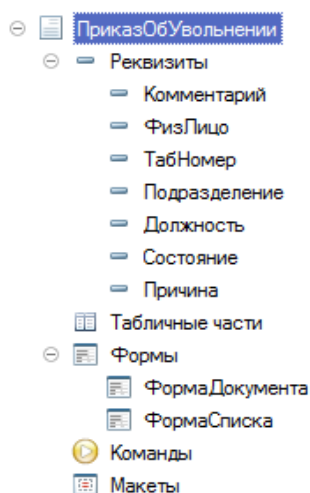 ПриказОбУвольнении
Реквизиты
Комментарий
ФизЛицо
ТабНомер
Подразделение
Должность
Состояние
Причина
Табличные части
Формы
ФормаДокумента
ФормаСписка
Команды
Макеты